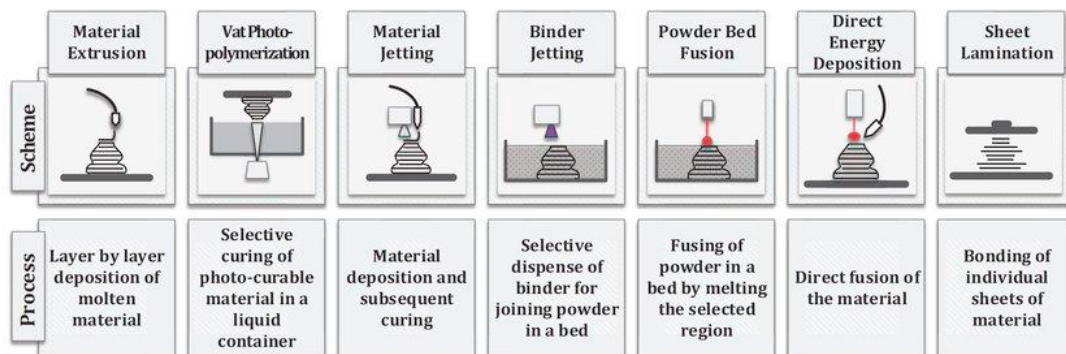 Material
Extrusion
Vat Photo-
polymerization
Material
Jetting
Binder
Jetting
Powder Bed
Fusion
Direct
Energy
Deposition
Sheet
Lamination
Scheme
Process
Layer by layer
deposition of
molten
material
Selective
curing of
photo-curable
material in a
liquid
container
Material
deposition and
subsequent
curing
Selective
dispense of
binder for
joining powder
in a bed
Fusing of
powder in a
bed by melting
the selected
region
Direct fusion
of the material
Bonding of
individual
sheets of
material